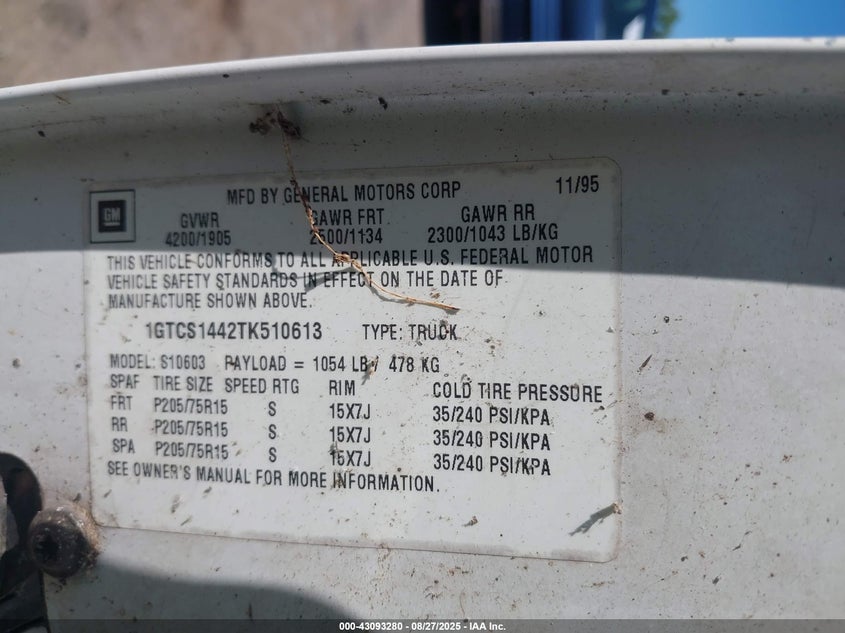 MFD BY GENERAL MOTORS CORP 11/95
GM
GVWR GAWR FRT GAWR RR
4200/1905 2500/1134 2300/1043 LB/KG
THIS VEHICLE CONFORMS TO ALL APPLICABLE U.S. FEDERAL MOTOR
VEHICLE SAFETY STANDARDS IN EFFECT ON THE DATE OF
MANUFACTURE SHOWN ABOVE.
1GTCS1442TK510613 TYPE: TRUCK
MODEL: S10603 PAYLOAD = 1054 LB/ 478 KG
SPAF TIRE SIZE SPEED RTG RIM COLD TIRE PRESSURE
FRT P205/75R15 S 15X7J 35/240 PSI/KPA
RR P205/75R15 S 15X7J 35/240 PSI/KPA
SPA P205/75R15 S 15X7J 35/240 PSI/KPA
SEE OWNER'S MANUAL FOR MORE INFORMATION.
000-43093280 - 08/27/2025 - IAA Inc.